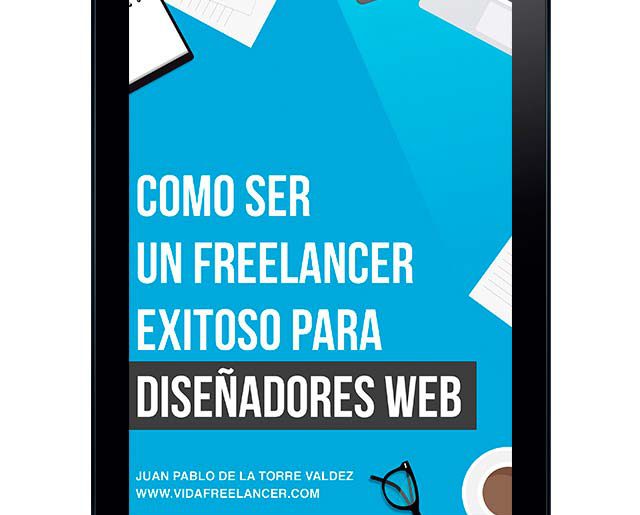 COMO SER
UN FREELANCER
EXITOSO PARA
DISEÑADORES WEB
JUAN PABLO DE LA TORRE VALDEZ
WWW.VIDAFREELANCER.COM